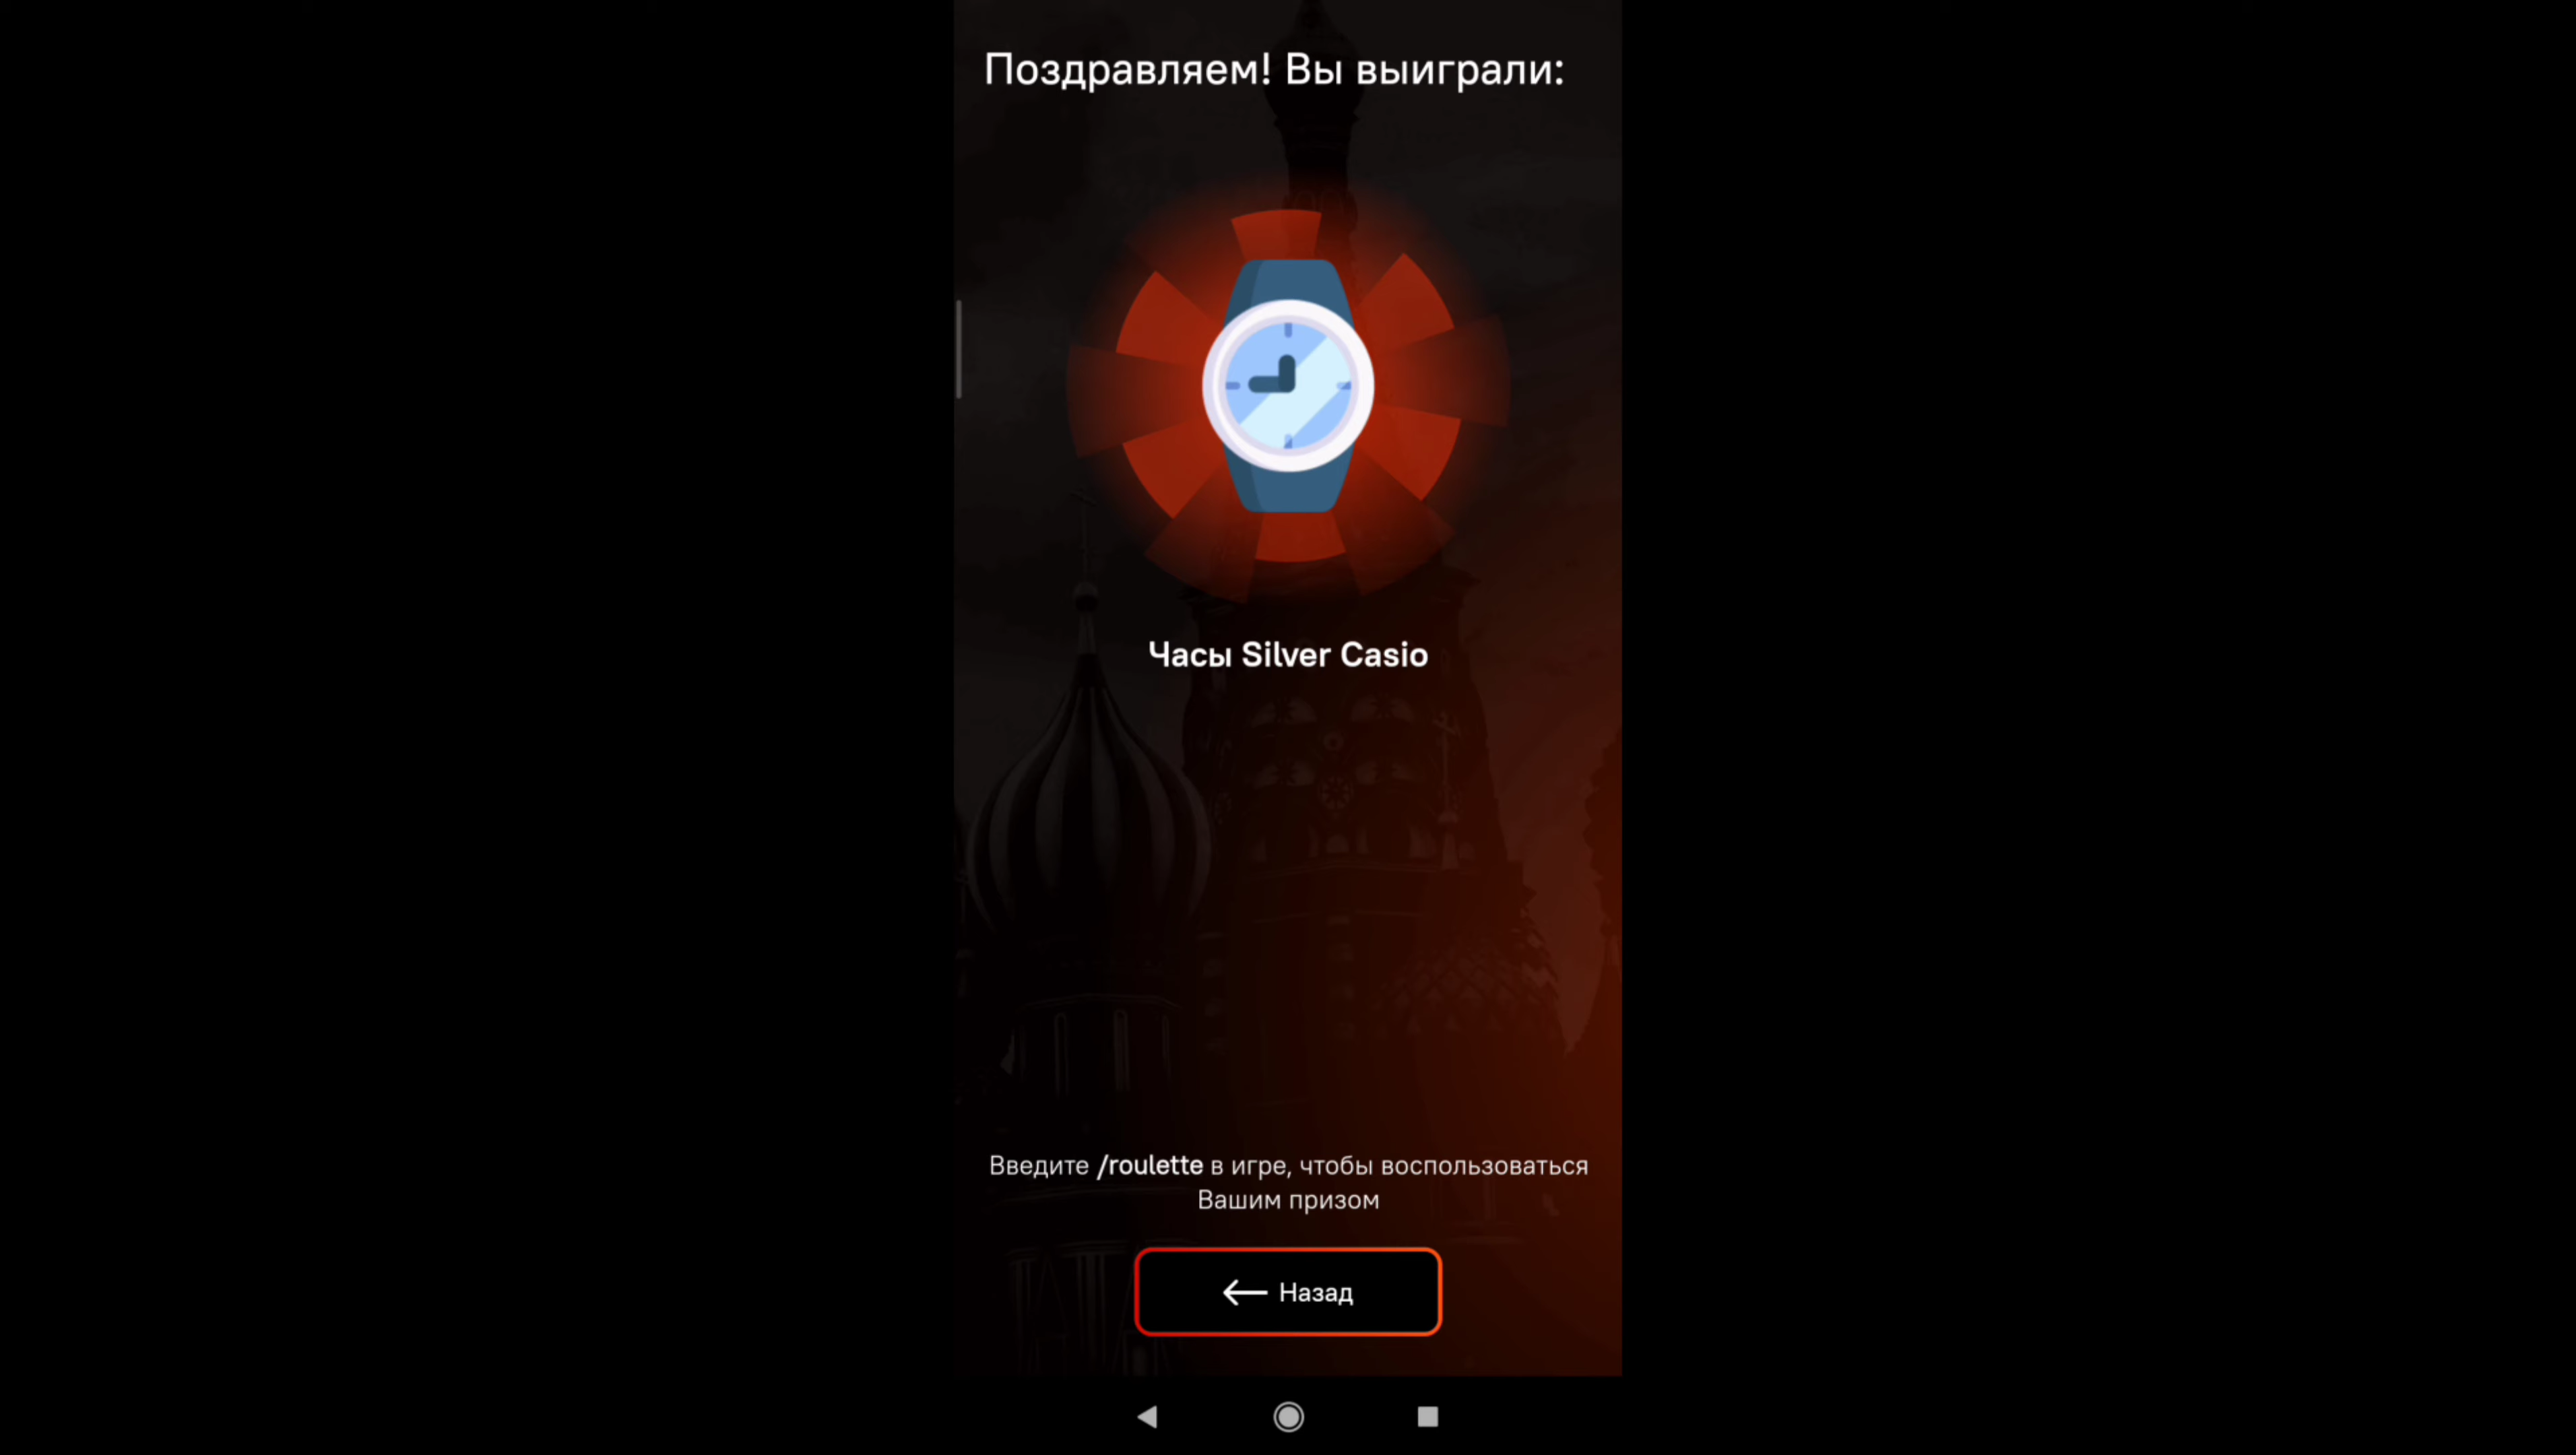 Поздравляем! Вы выиграли:
Часы Silver Casio
Введите /roulette в игре, чтобы воспользоваться
Вашим призом
Назад